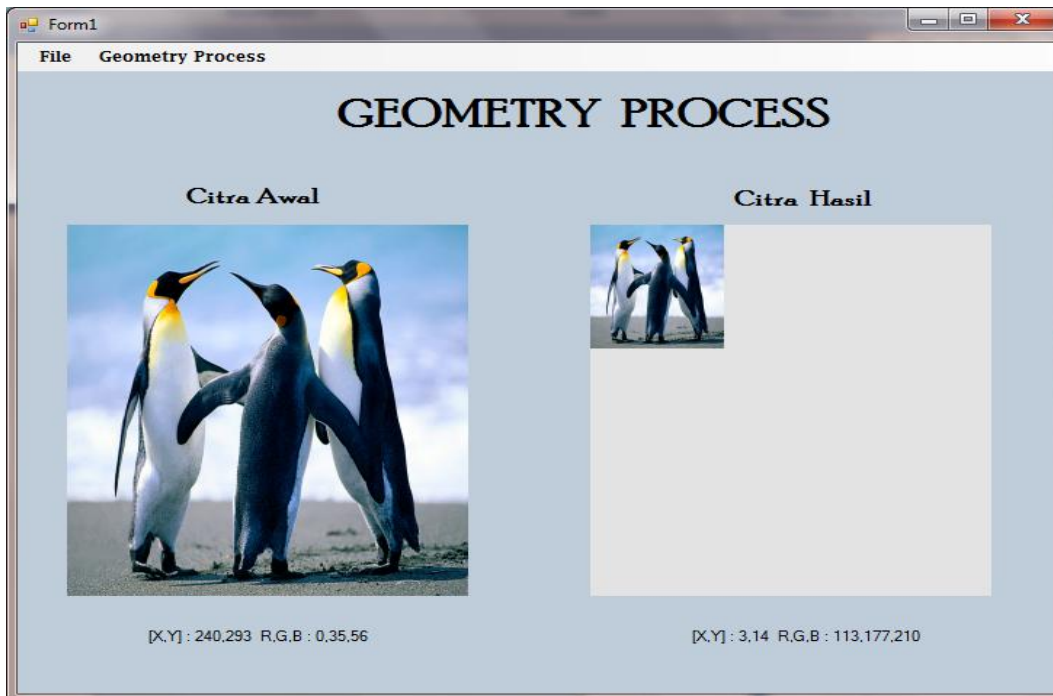 Form1
File Geometry Process
GEOMETRY PROCESS
Citra Awal
Citra Hasil
[X,Y] : 240,293 R,G,B : 0,35,56
[X,Y] : 3,14 R,G,B : 113,177,210